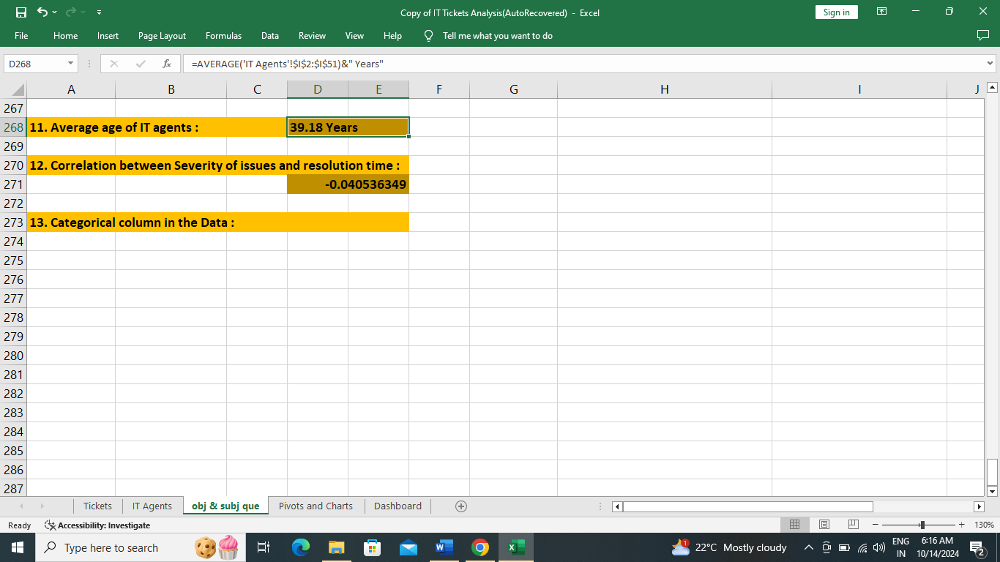 Copy of IT Tickets Analysis(AutoRecovered) - Excel
Sign in
File Home Insert Page Layout Formulas Data Review View Help Tell me what you want to do
D268 fx =AVERAGE('IT Agents'!$I$2:$I$51)&" Years"
A B C D E F G H I J
267
268 11. Average age of IT agents : 39.18 Years
269
270 12. Correlation between Severity of issues and resolution time :
271 -0.040536349
272
273 13. Categorical column in the Data :
274
275
276
277
278
279
280
281
282
283
284
285
286
287
Tickets IT Agents obj & subj que Pivots and Charts Dashboard
Ready Accessibility: Investigate 130%
Type here to search 1 22°C Mostly cloudy ENG 6:16 AM
IN 10/14/2024 2